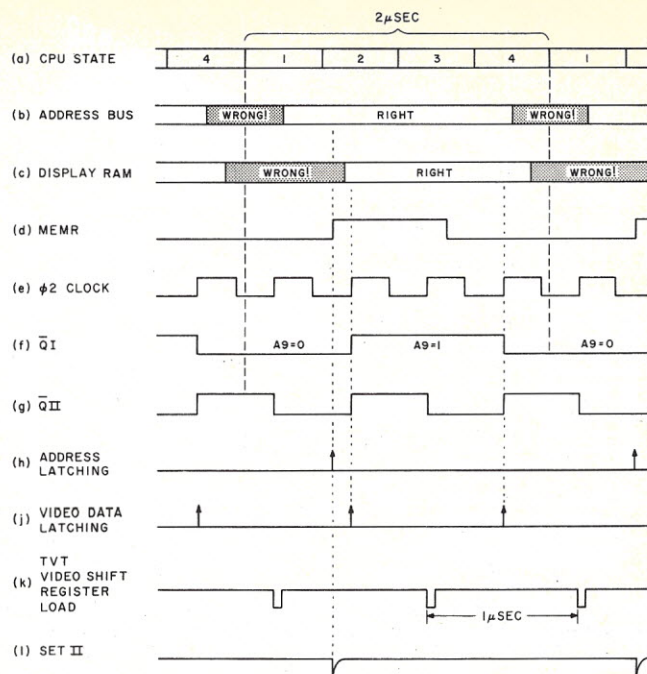 2μSEC
(a) CPU STATE 4 1 2 3 4 1
(b) ADDRESS BUS WRONG! RIGHT WRONG!
(c) DISPLAY RAM WRONG! RIGHT WRONG!
(d) MEMR
(e) ϕ2 CLOCK
(f) Q̅I A9=0 A9=1 A9=0
(g) Q̅II
(h) ADDRESS
LATCHING
(j) VIDEO DATA
LATCHING
TVT
(k) VIDEO SHIFT
REGISTER
LOAD
1μSEC
(l) SET II